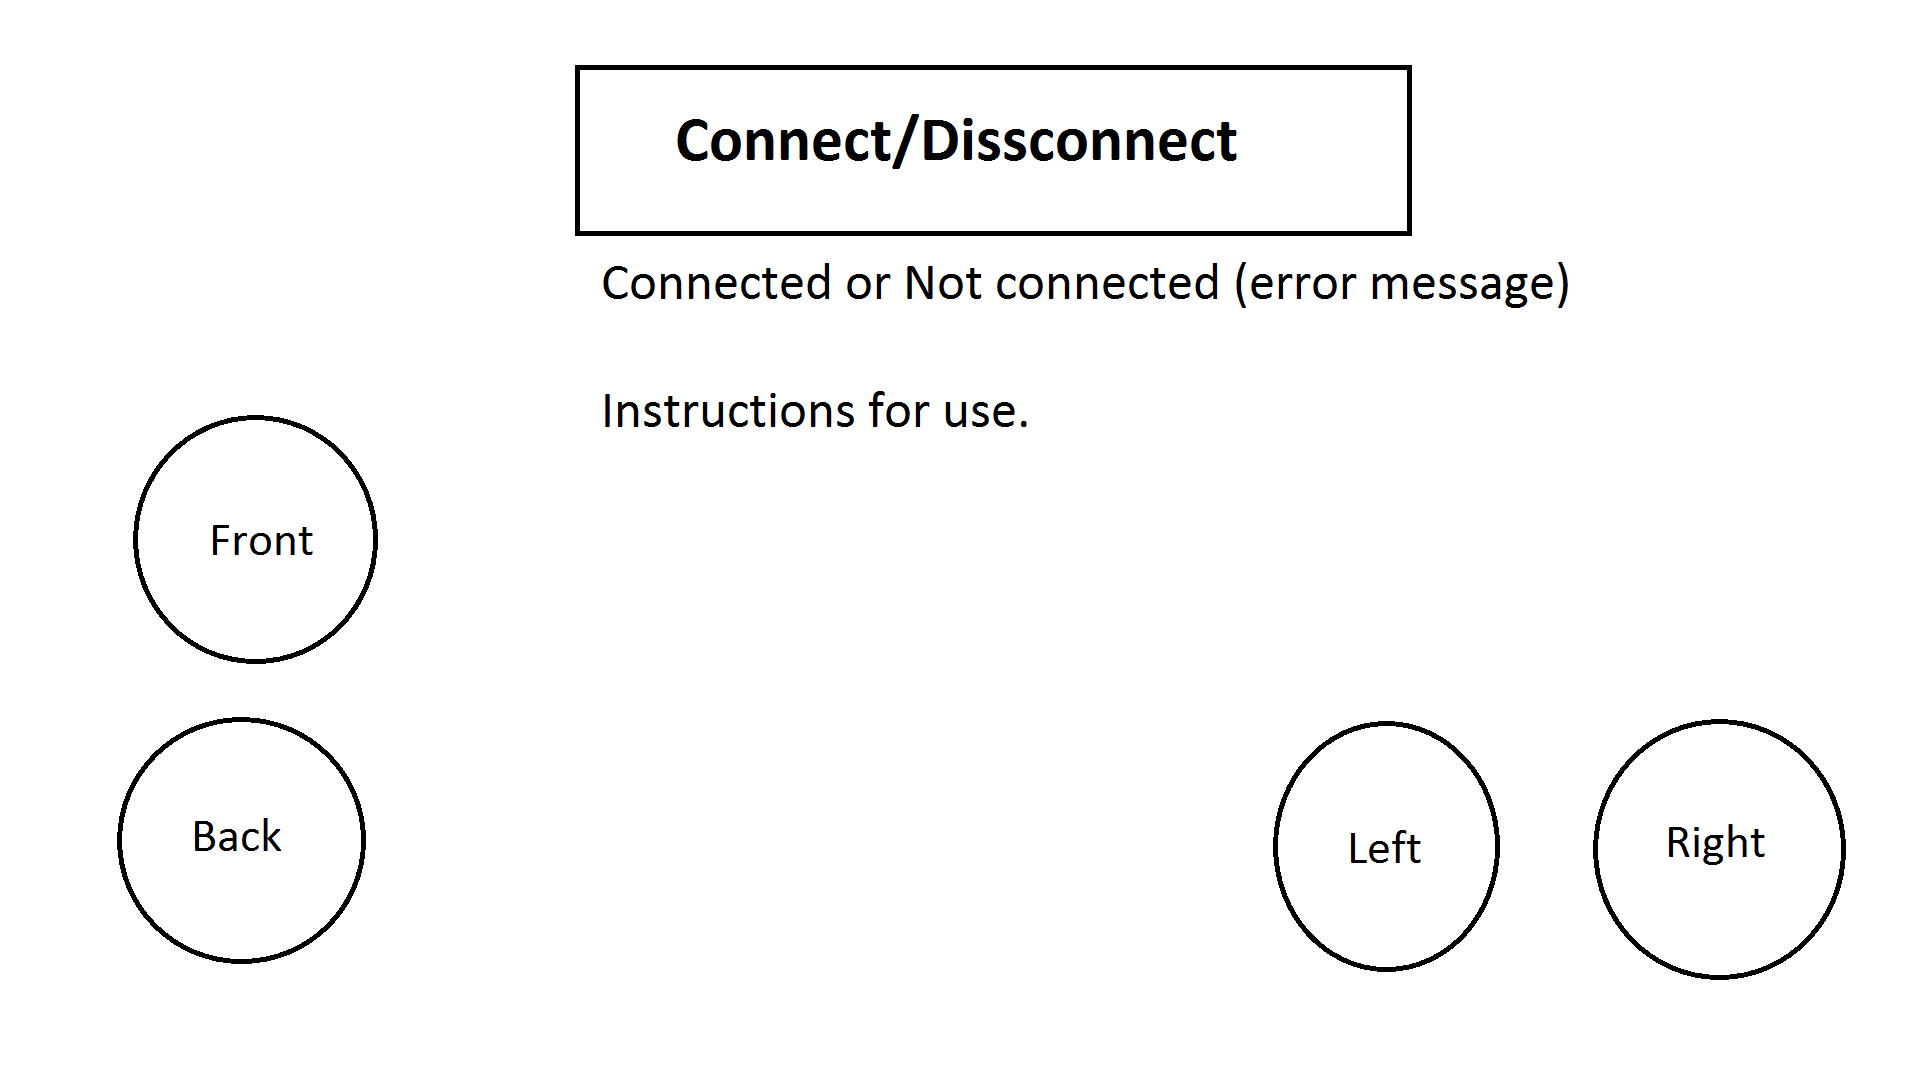 Connect/Dissconnect
Connected or Not connected (error message)
Instructions for use.
Front
Back
Left
Right